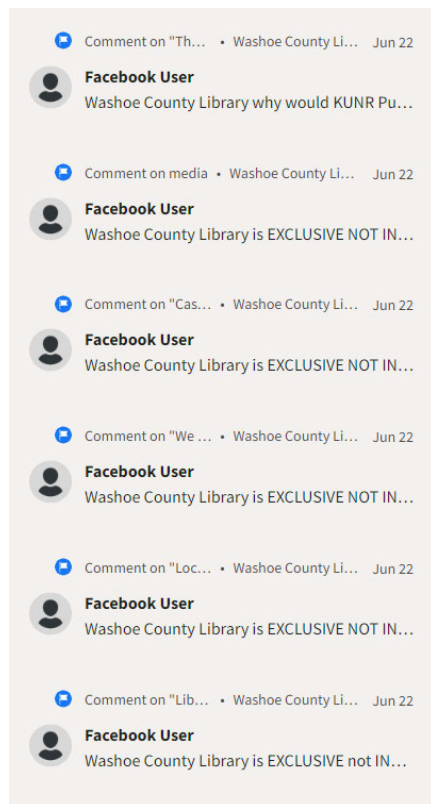 Comment on "Th... • Washoe County Li... Jun 22
Facebook User
Washoe County Library why would KUNR Pu...
Comment on media • Washoe County Li... Jun 22
Facebook User
Washoe County Library is EXCLUSIVE NOT IN...
Comment on "Cas... • Washoe County Li... Jun 22
Facebook User
Washoe County Library is EXCLUSIVE NOT IN...
Comment on "We ... • Washoe County Li... Jun 22
Facebook User
Washoe County Library is EXCLUSIVE NOT IN...
Comment on "Loc... • Washoe County Li... Jun 22
Facebook User
Washoe County Library is EXCLUSIVE NOT IN...
Comment on "Lib... • Washoe County Li... Jun 22
Facebook User
Washoe County Library is EXCLUSIVE not IN...